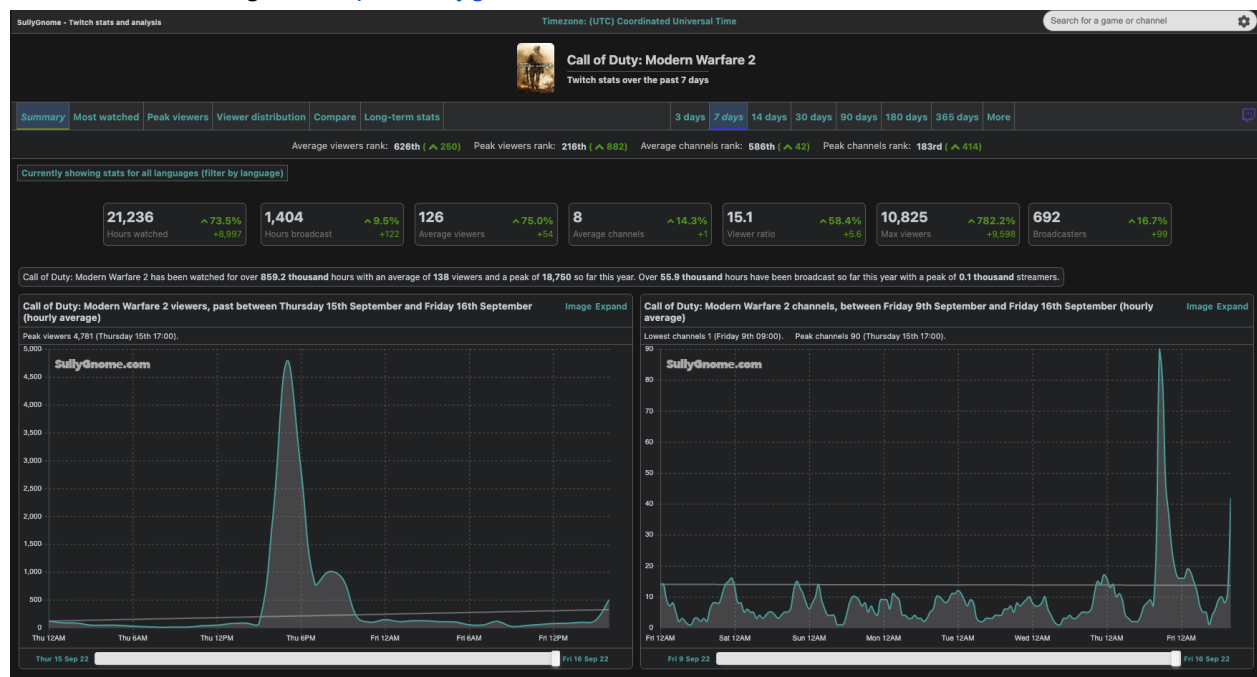 SullyGnome - Twitch stats and analysis
Timezone: (UTC) Coordinated Universal Time
Search for a game or channel
Call of Duty: Modern Warfare 2
Twitch stats over the past 7 days
Summary Most watched Peak viewers Viewer distribution Compare Long-term stats
3 days 7 days 14 days 30 days 90 days 180 days 365 days More
Average viewers rank: 626th ( 250) Peak viewers rank: 216th ( 882) Average channels rank: 586th ( 42) Peak channels rank: 183rd ( 414)
Currently showing stats for all languages (filter by language)
21,236 73.5%
Hours watched +8,997
1,404 9.5%
Hours broadcast +122
126 75.0%
Average viewers +54
8 14.3%
Average channels +1
15.1 58.4%
Viewer ratio +5.6
10,825 782.2%
Max viewers +9,598
692 16.7%
Broadcasters +99
Call of Duty: Modern Warfare 2 has been watched for over 859.2 thousand hours with an average of 138 viewers and a peak of 18,750 so far this year. Over 55.9 thousand hours have been broadcast so far this year with a peak of 0.1 thousand streamers.
Call of Duty: Modern Warfare 2 viewers, past between Thursday 15th September and Friday 16th September
(hourly average)
Image Expand
Peak viewers 4,781 (Thursday 15th 17:00).
SullyGnome.com
5,000
4,500
4,000
3,500
3,000
2,500
2,000
1,500
1,000
500
0
Thu 12AM Thu 6AM Thu 12PM Thu 6PM Fri 12AM Fri 6AM Fri 12PM
Thur 15 Sep 22 Fri 16 Sep 22
Call of Duty: Modern Warfare 2 channels, between Friday 9th September and Friday 16th September (hourly
average)
Image Expand
Lowest channels 1 (Friday 9th 09:00). Peak channels 90 (Thursday 15th 17:00).
SullyGnome.com
90
80
70
60
50
40
30
20
10
0
Fri 12AM Sat 12AM Sun 12AM Mon 12AM Tue 12AM Wed 12AM Thu 12AM Fri 12AM
Fri 9 Sep 22 Fri 16 Sep 22